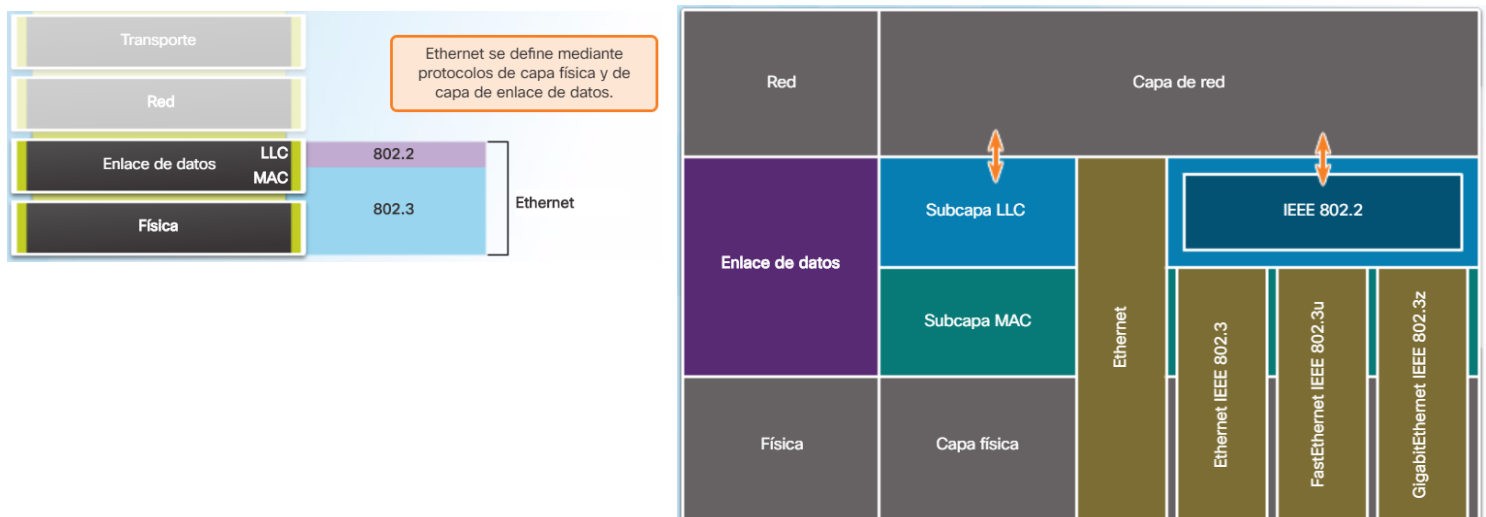 Transporte
Ethernet se define mediante
protocolos de capa física y de
capa de enlace de datos.
Red
Enlace de datos
LLC
MAC
802.2
802.3
Ethernet
Física
Red
Capa de red
Enlace de datos
Subcapa LLC
IEEE 802.2
Subcapa MAC
Ethernet
Ethernet IEEE 802.3
FastEthernet IEEE 802.3u
GigabitEthernet IEEE 802.3z
Física
Capa física